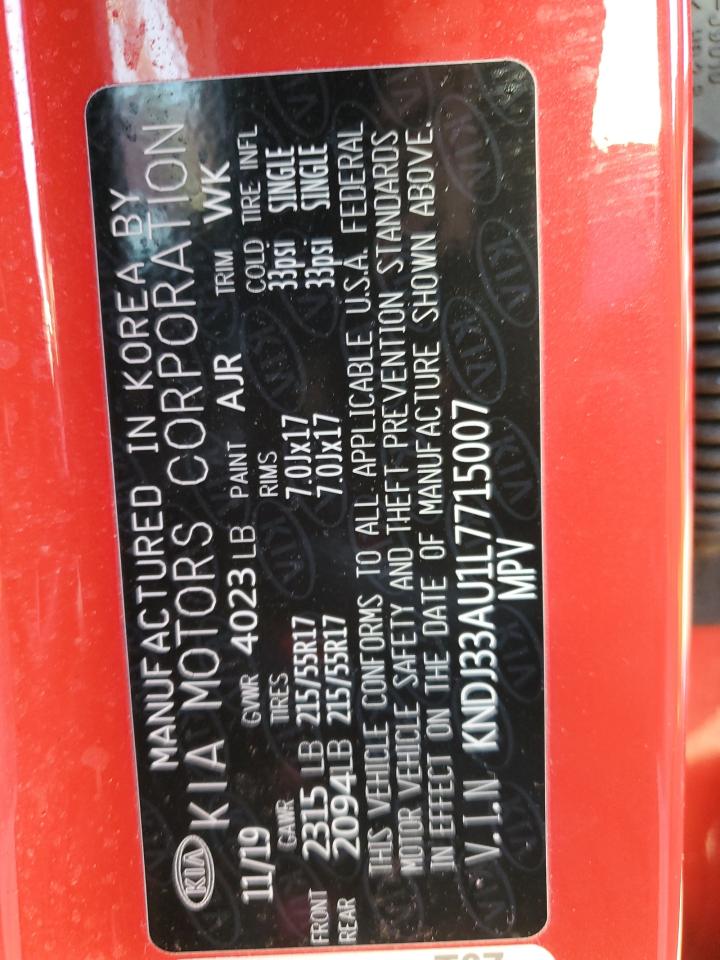 MANUFACTURED IN KOREA BY
KIA KIA MOTORS CORPORATION
11/19 GVWR 4023 LB PAINT AJR TRIM WK
GAWR TIRES RIMS COLD TIRE INFL
FRONT 2315 LB 215/55R17 7.0Jx17 33psi SINGLE
REAR 2094 LB 215/55R17 7.0Jx17 33psi SINGLE
THIS VEHICLE CONFORMS TO ALL APPLICABLE U.S.A. FEDERAL
MOTOR VEHICLE SAFETY AND THEFT PREVENTION STANDARDS
IN EFFECT ON THE DATE OF MANUFACTURE SHOWN ABOVE.
V.I.N KNDJ33AU1L7715007
MPV